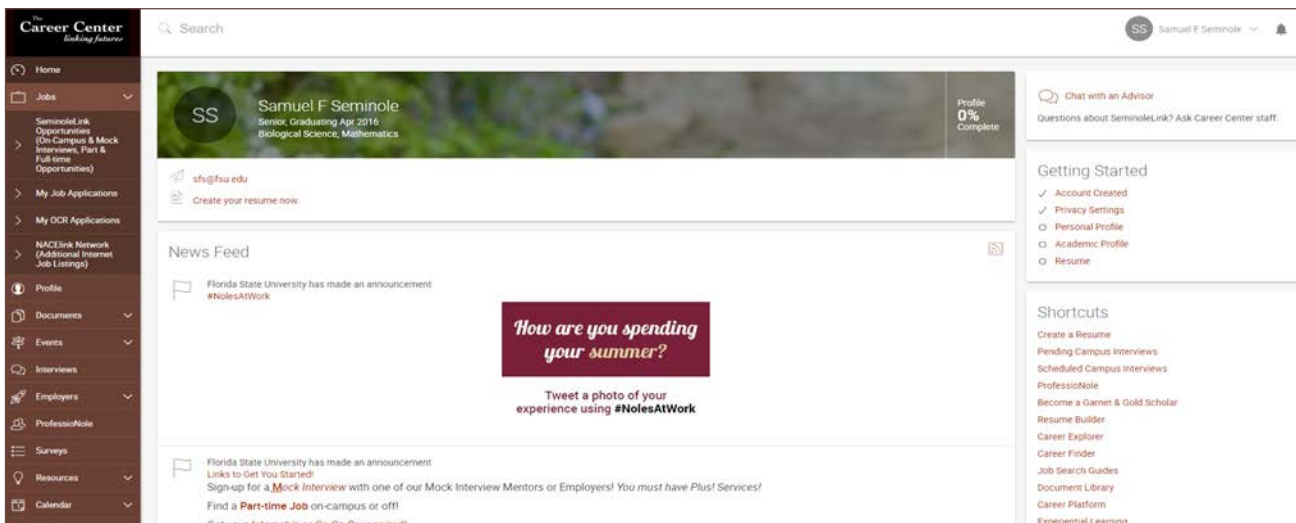 The
Career Center
linking futures
Search
SS
Samuel F Seminole
Home
Jobs
SeminoleLink
Opportunities
(On-Campus & Mock
Interviews, Part &
Full-time
Opportunities)
My Job Applications
My OCR Applications
NACElink Network
(Additional Internet
Job Listings)
Profile
Documents
Events
Interviews
Employers
ProfessioNole
Surveys
Resources
Calendar
SS
Samuel F Seminole
Senior, Graduating Apr 2016
Biological Science, Mathematics
Profile
0%
Complete
sfs@fsu.edu
Create your resume now
News Feed
Florida State University has made an announcement
#NolesAtWork
How are you spending
your summer?
Tweet a photo of your
experience using #NolesAtWork
Florida State University has made an announcement
Links to Get You Started!
Sign-up for a Mock Interview with one of our Mock Interview Mentors or Employers! You must have Plus! Services!
Find a Part-time Job on-campus or off!
Chat with an Advisor
Questions about SeminoleLink? Ask Career Center staff.
Getting Started
Account Created
Privacy Settings
Personal Profile
Academic Profile
Resume
Shortcuts
Create a Resume
Pending Campus Interviews
Scheduled Campus Interviews
ProfessioNole
Become a Garnet & Gold Scholar
Resume Builder
Career Explorer
Career Finder
Job Search Guides
Document Library
Career Platform
Experiential Learning